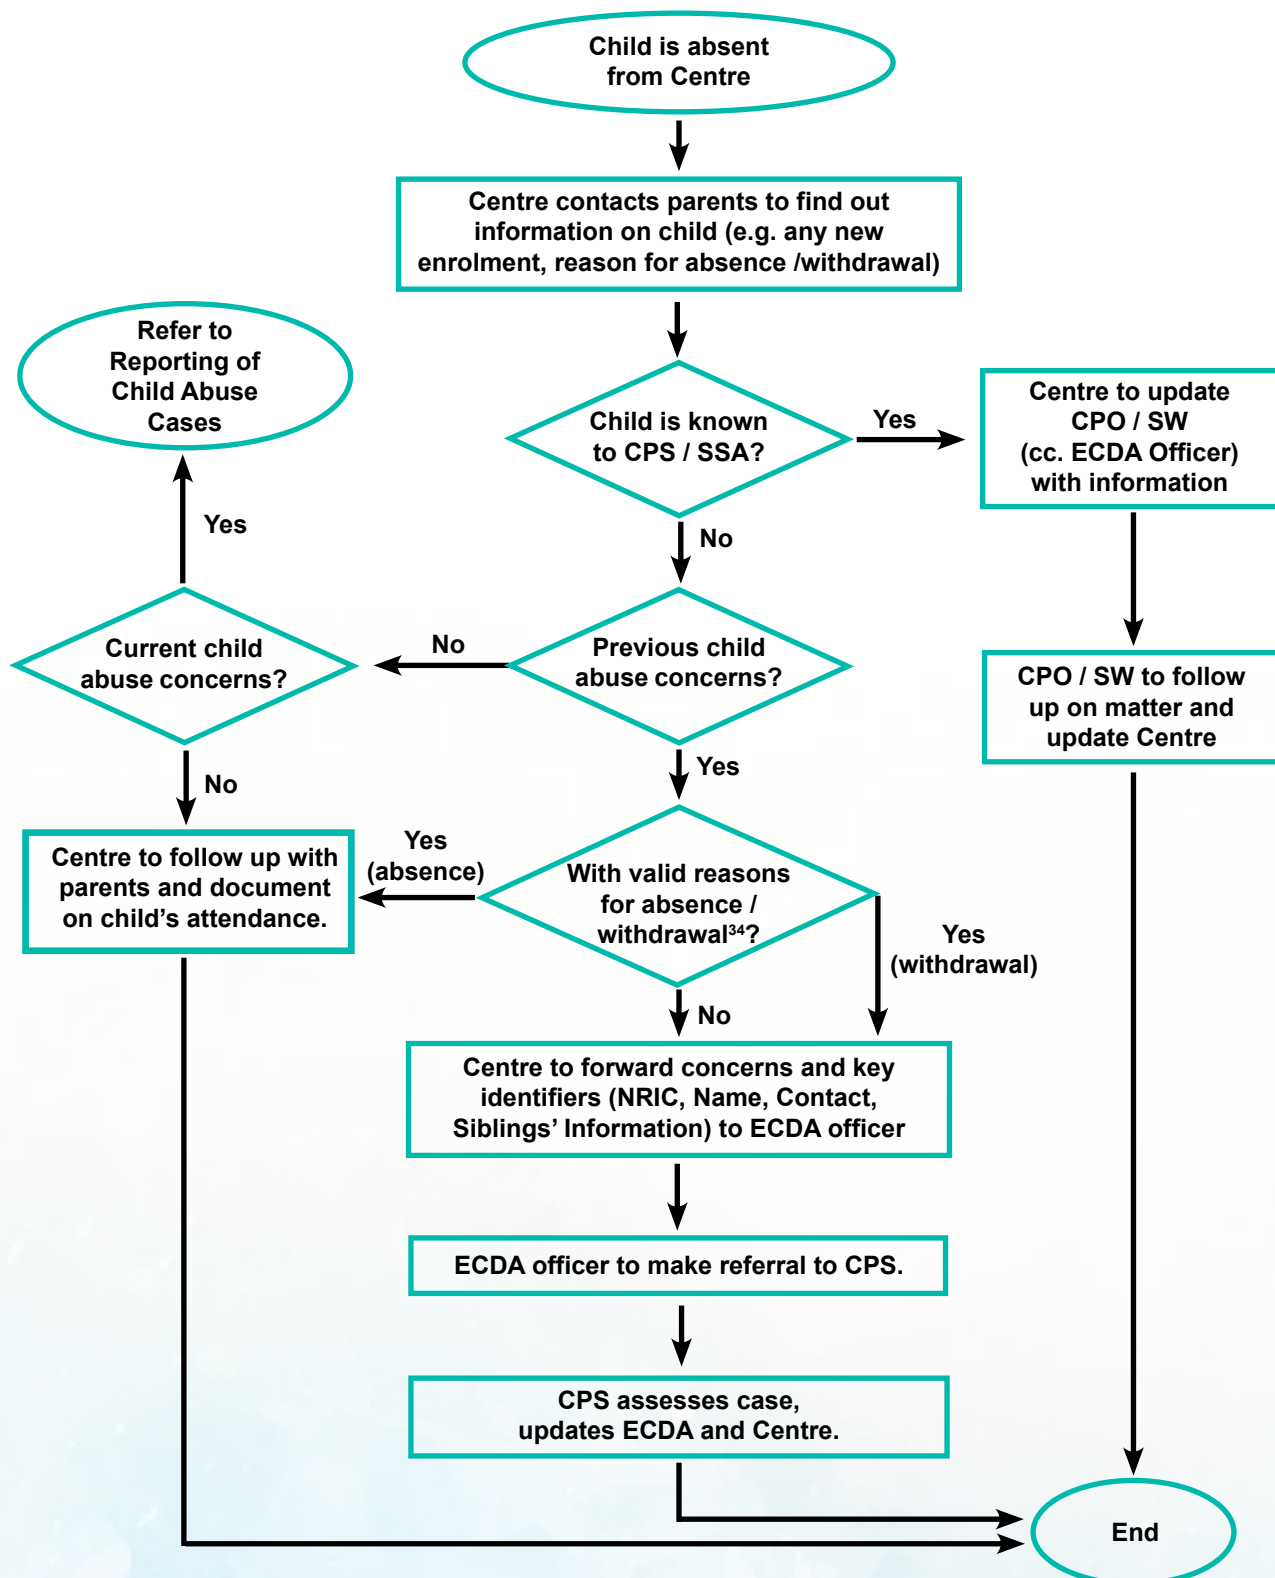 Child is absent
from Centre
Centre contacts parents to find out
information on child (e.g. any new
enrolment, reason for absence /withdrawal)
Refer to
Reporting of
Child Abuse
Cases
Child is known
to CPS / SSA?
Yes
Centre to update
CPO / SW
(cc. ECDA Officer)
with information
Yes
No
Current child
abuse concerns?
No
Previous child
abuse concerns?
CPO / SW to follow
up on matter and
update Centre
No
Yes
Centre to follow up with
parents and document
on child’s attendance.
Yes
(absence)
With valid reasons
for absence /
withdrawal³⁴?
Yes
(withdrawal)
No
Centre to forward concerns and key
identifiers (NRIC, Name, Contact,
Siblings’ Information) to ECDA officer
ECDA officer to make referral to CPS.
CPS assesses case,
updates ECDA and Centre.
End